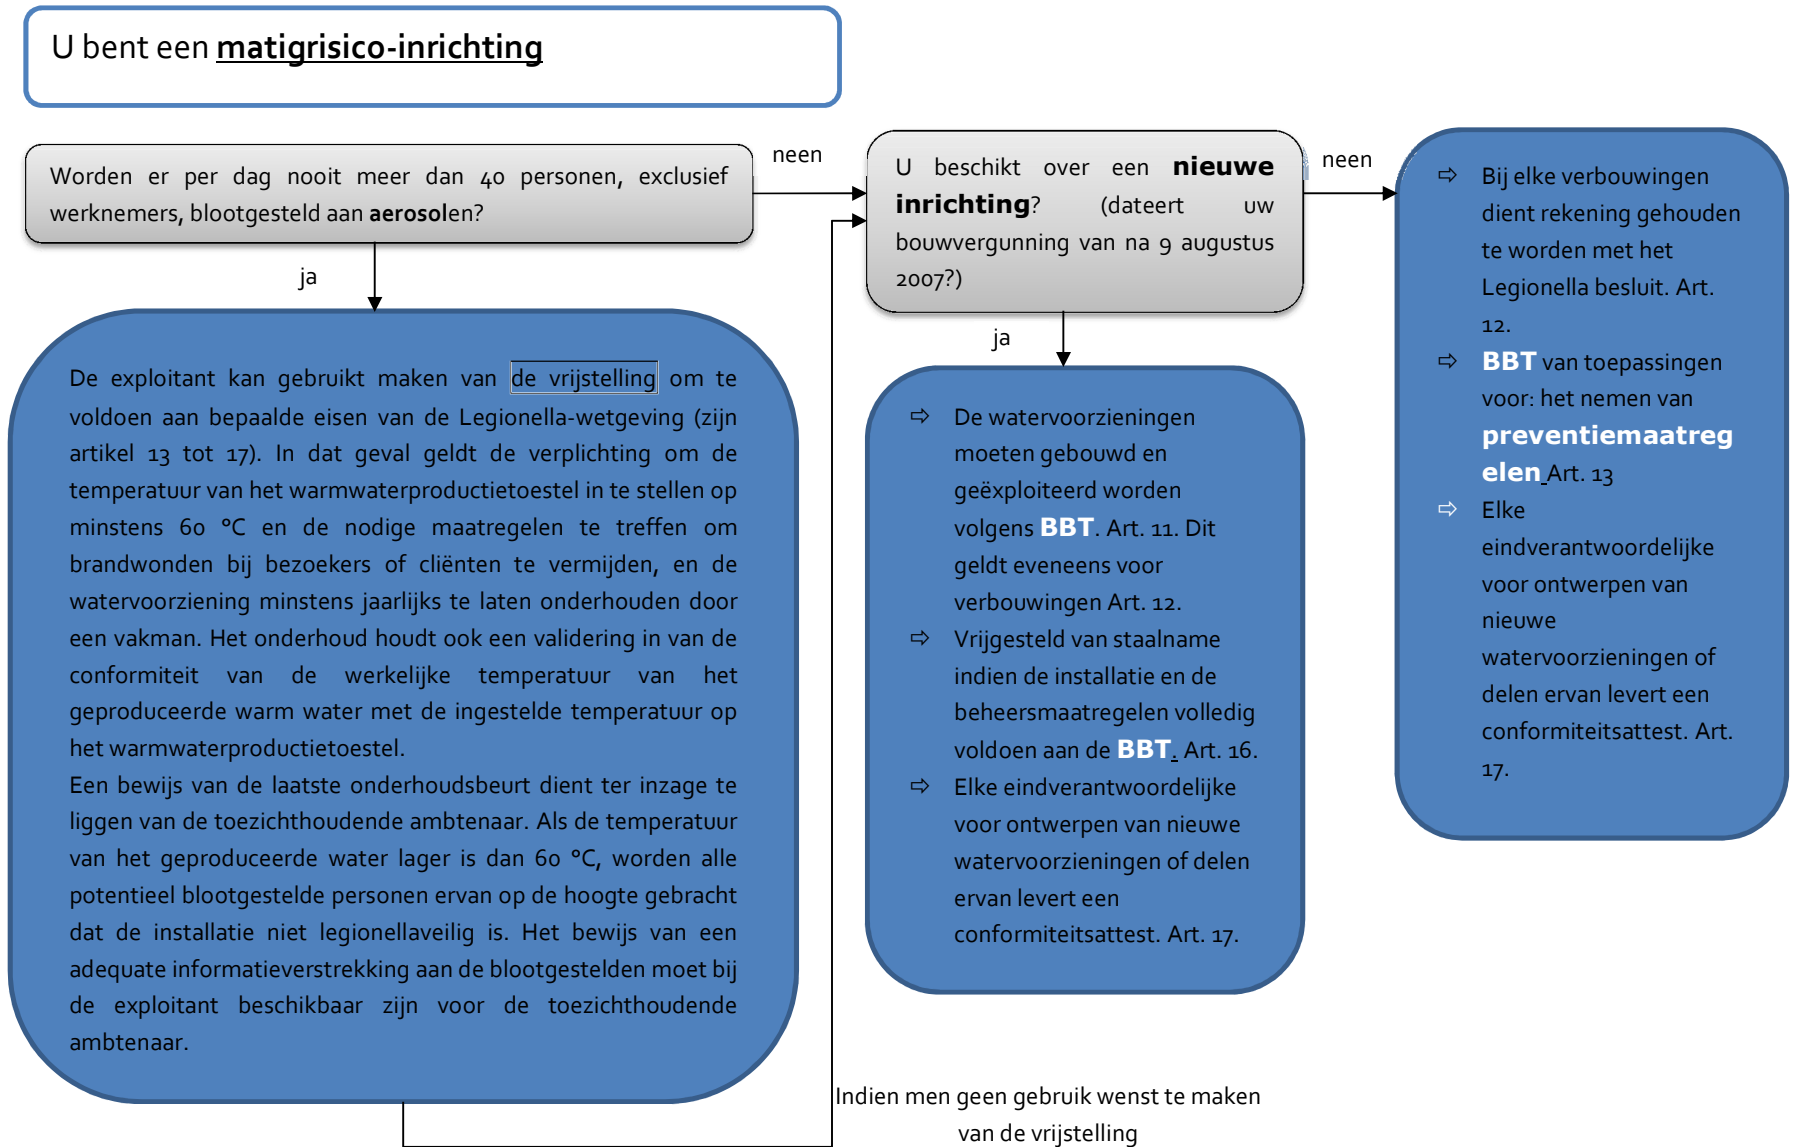 U bent een matigrisico-inrichting
Worden er per dag nooit meer dan 40 personen, exclusief
werknemers, blootgesteld aan aerosolen?
neen
ja
U beschikt over een nieuwe
inrichting? (dateert uw
bouwvergunning van na 9 augustus
2007?)
neen
ja
De exploitant kan gebruikt maken van de vrijstelling om te
voldoen aan bepaalde eisen van de Legionella-wetgeving (zijn
artikel 13 tot 17). In dat geval geldt de verplichting om de
temperatuur van het warmwaterproductietoestel in te stellen op
minstens 60 °C en de nodige maatregelen te treffen om
brandwonden bij bezoekers of cliënten te vermijden, en de
watervoorziening minstens jaarlijks te laten onderhouden door
een vakman. Het onderhoud houdt ook een validering in van de
conformiteit van de werkelijke temperatuur van het
geproduceerde warm water met de ingestelde temperatuur op
het warmwaterproductietoestel.
Een bewijs van de laatste onderhoudsbeurt dient ter inzage te
liggen van de toezichthoudende ambtenaar. Als de temperatuur
van het geproduceerde water lager is dan 60 °C, worden alle
potentieel blootgestelde personen ervan op de hoogte gebracht
dat de installatie niet legionellaveilig is. Het bewijs van een
adequate informatieverstrekking aan de blootgestelden moet bij
de exploitant beschikbaar zijn voor de toezichthoudende
ambtenaar.
⇨ De watervoorzieningen
moeten gebouwd en
geëxploiteerd worden
volgens BBT. Art. 11. Dit
geldt eveneens voor
verbouwingen Art. 12.
⇨ Vrijgesteld van staalname
indien de installatie en de
beheersmaatregelen volledig
voldoen aan de BBT. Art. 16.
⇨ Elke eindverantwoordelijke
voor ontwerpen van nieuwe
watervoorzieningen of delen
ervan levert een
conformiteitsattest. Art. 17.
⇨ Bij elke verbouwingen
dient rekening gehouden
te worden met het
Legionella besluit. Art.
12.
⇨ BBT van toepassingen
voor: het nemen van
preventiemaatreg
elen Art. 13
⇨ Elke
eindverantwoordelijke
voor ontwerpen van
nieuwe
watervoorzieningen of
delen ervan levert een
conformiteitsattest. Art.
17.
Indien men geen gebruik wenst te maken
van de vrijstelling